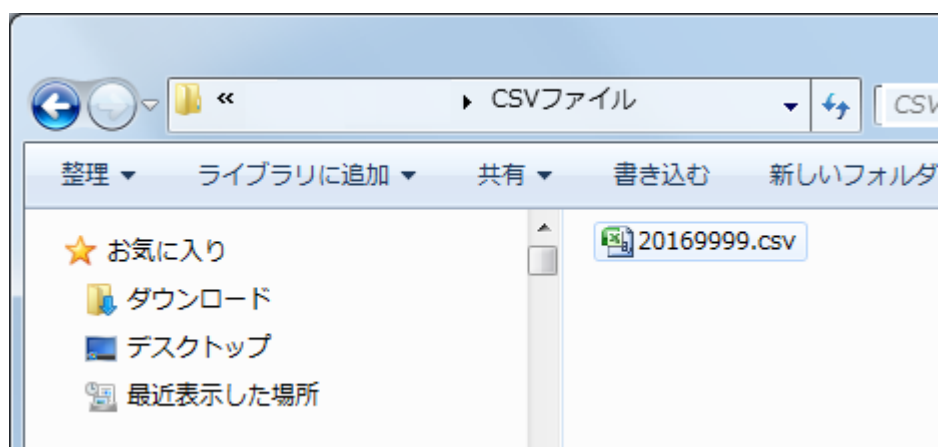 « CSVファイル CSV
整理 ライブラリに追加 共有 書き込む 新しいフォルダ
お気に入り
ダウンロード
デスクトップ
最近表示した場所
20169999.csv